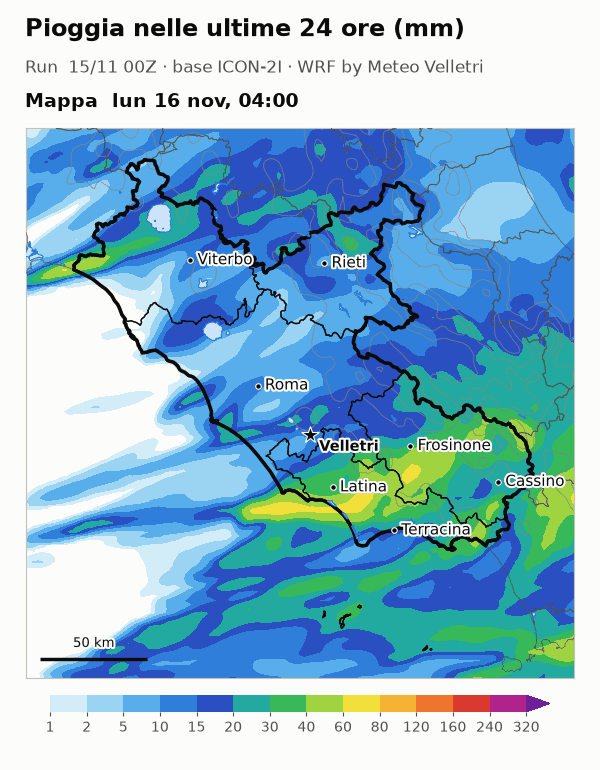 Pioggia nelle ultime 24 ore (mm)
Run  15/11 00Z · base ICON-2I · WRF by Meteo Velletri
Mappa  lun 16 nov, 04:00
Viterbo
Rieti
Roma
Velletri
Frosinone
Latina
Cassino
Terracina
50 km
1 2 5 10 15 20 30 40 60 80 120 160 240 320